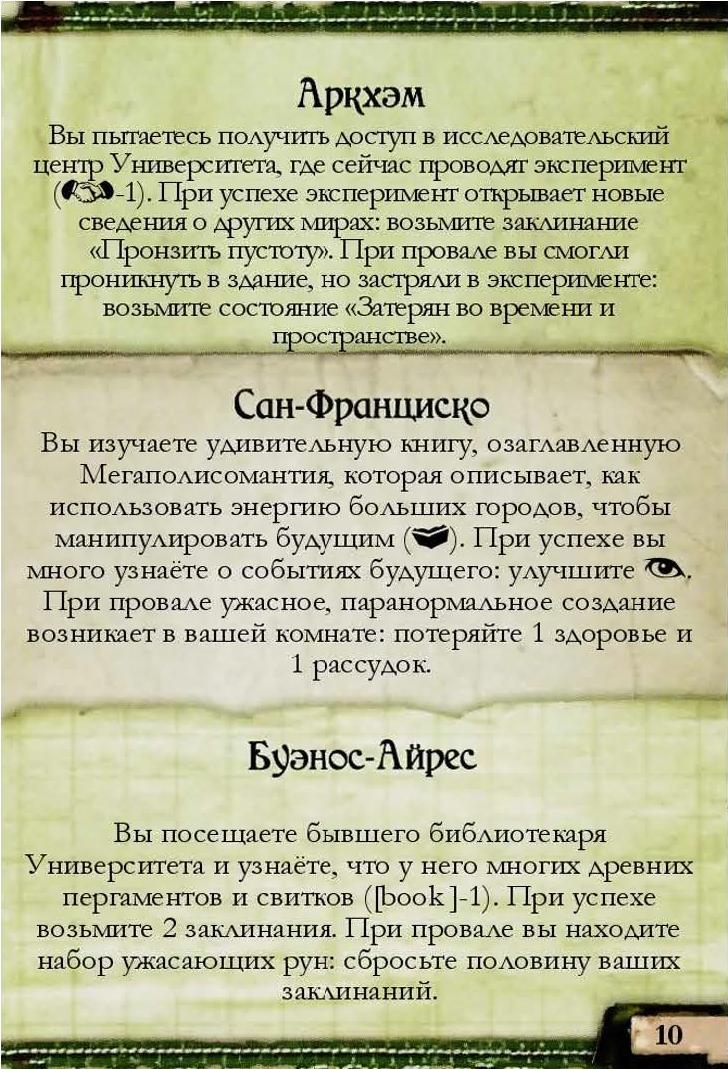 Аркхэм
Вы пытаетесь получить доступ в исследовательский
центр Университета, где сейчас проводят эксперимент
(-1). При успехе эксперимент открывает новые
сведения о других мирах: возьмите заклинание
«Пронзить пустоту». При провале вы смогли
проникнуть в здание, но застряли в эксперименте:
возьмите состояние «Затерян во времени и
пространстве».
Сан-Франциско
Вы изучаете удивительную книгу, озаглавленную
Мегаполисомантия, которая описывает, как
использовать энергию больших городов, чтобы
манипулировать будущим (). При успехе вы
много узнаёте о событиях будущего: улучшите .
При провале ужасное, паранормальное создание
возникает в вашей комнате: потеряйте 1 здоровье и
1 рассудок.
Буэнос-Айрес
Вы посещаете бывшего библиотекаря
Университета и узнаёте, что у него многих древних
пергаментов и свитков ([book ]-1). При успехе
возьмите 2 заклинания. При провале вы находите
набор ужасающих рун: сбросьте половину ваших
заклинаний.
10